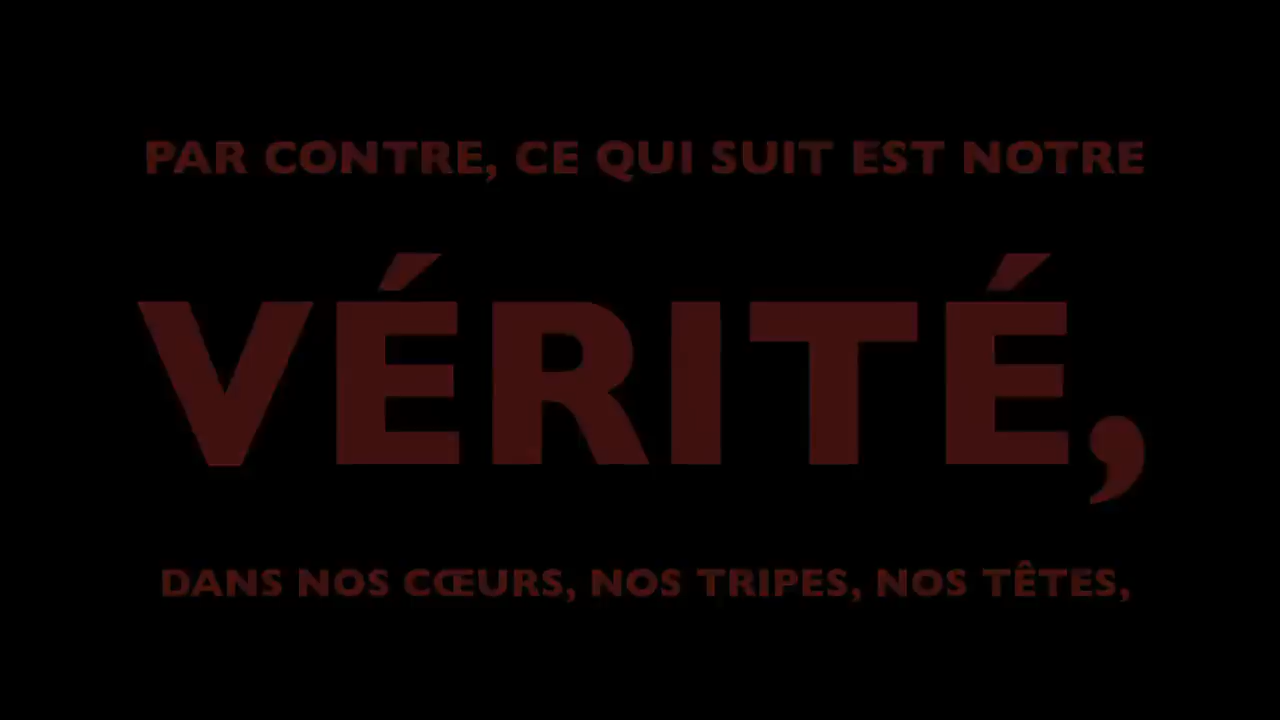 PAR CONTRE, CE QUI SUIT EST NOTRE
VÉRITÉ,
DANS NOS CŒURS, NOS TRIPES, NOS TÊTES,